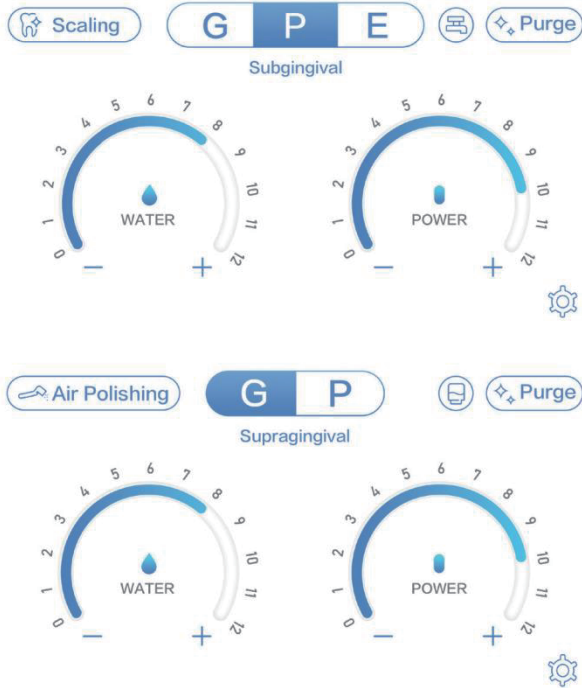 Scaling
G P E
Purge
Subgingival
0 1 2 3 4 5 6 7 8 9 10 11 12
WATER
− +
0 1 2 3 4 5 6 7 8 9 10 11 12
POWER
− +
Air Polishing
G P
Purge
Supragingival
0 1 2 3 4 5 6 7 8 9 10 11 12
WATER
− +
0 1 2 3 4 5 6 7 8 9 10 11 12
POWER
− +